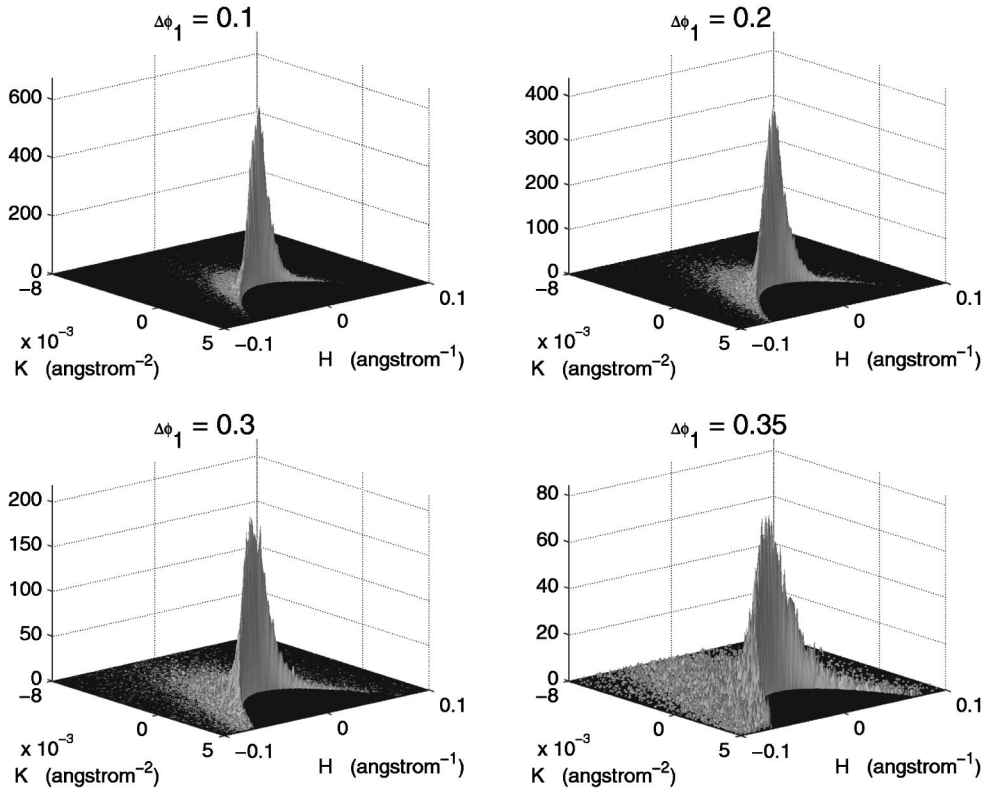 Δϕ₁ = 0.1
600
400
200
0
−8
0
5
x 10⁻³
K (angstrom⁻²)
−0.1
0
0.1
H (angstrom⁻¹)
Δϕ₁ = 0.2
400
300
200
100
0
−8
0
5
x 10⁻³
K (angstrom⁻²)
−0.1
0
0.1
H (angstrom⁻¹)
Δϕ₁ = 0.3
200
150
100
50
0
−8
0
5
x 10⁻³
K (angstrom⁻²)
−0.1
0
0.1
H (angstrom⁻¹)
Δϕ₁ = 0.35
80
60
40
20
0
−8
0
5
x 10⁻³
K (angstrom⁻²)
−0.1
0
0.1
H (angstrom⁻¹)